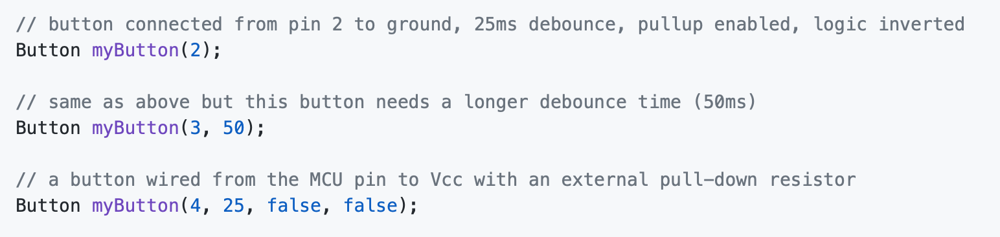 // button connected from pin 2 to ground, 25ms debounce, pullup enabled, logic inverted
Button myButton(2);
// same as above but this button needs a longer debounce time (50ms)
Button myButton(3, 50);
// a button wired from the MCU pin to Vcc with an external pull-down resistor
Button myButton(4, 25, false, false);